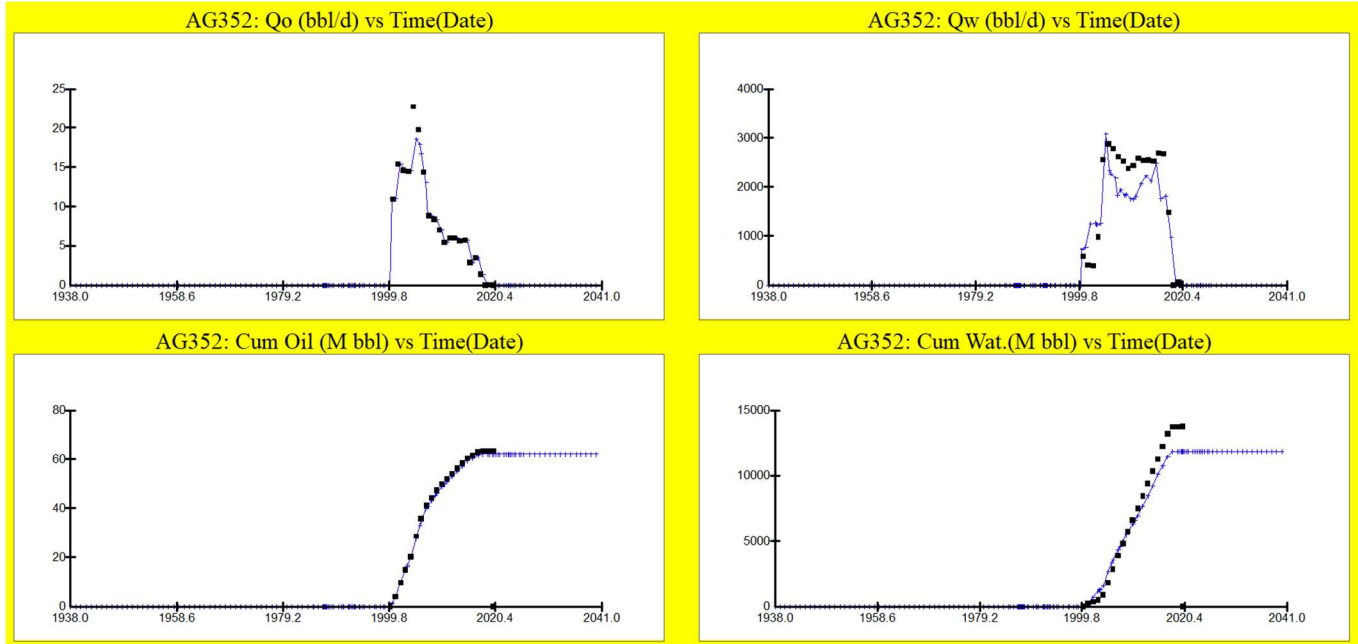 AG352: Qo (bbl/d) vs Time(Date)
25
20
15
10
5
0
1938.0 1958.6 1979.2 1999.8 2020.4 2041.0
AG352: Qw (bbl/d) vs Time(Date)
4000
3000
2000
1000
0
1938.0 1958.6 1979.2 1999.8 2020.4 2041.0
AG352: Cum Oil (M bbl) vs Time(Date)
80
60
40
20
0
1938.0 1958.6 1979.2 1999.8 2020.4 2041.0
AG352: Cum Wat.(M bbl) vs Time(Date)
15000
10000
5000
0
1938.0 1958.6 1979.2 1999.8 2020.4 2041.0